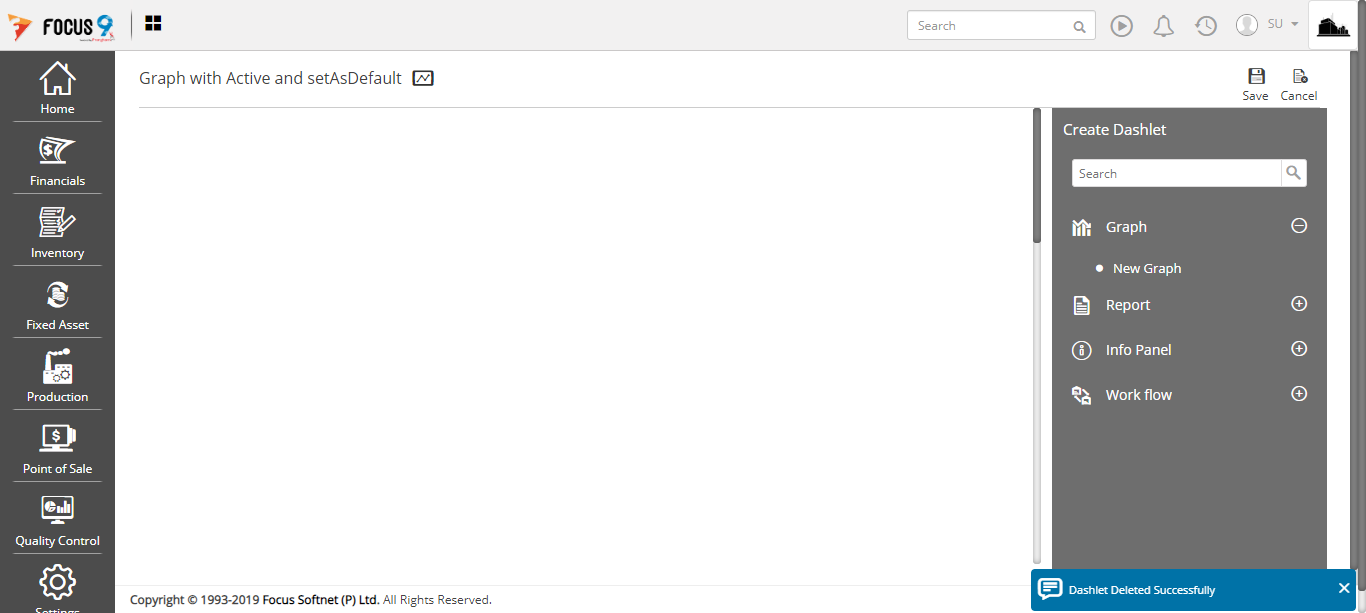 FOCUS 9
Search
SU
Home
Financials
Inventory
Fixed Asset
Production
Point of Sale
Quality Control
Settings
Graph with Active and setAsDefault
Save
Cancel
Create Dashlet
Search
Graph
New Graph
Report
Info Panel
Work flow
Copyright © 1993-2019 Focus Softnet (P) Ltd. All Rights Reserved.
Dashlet Deleted Successfully